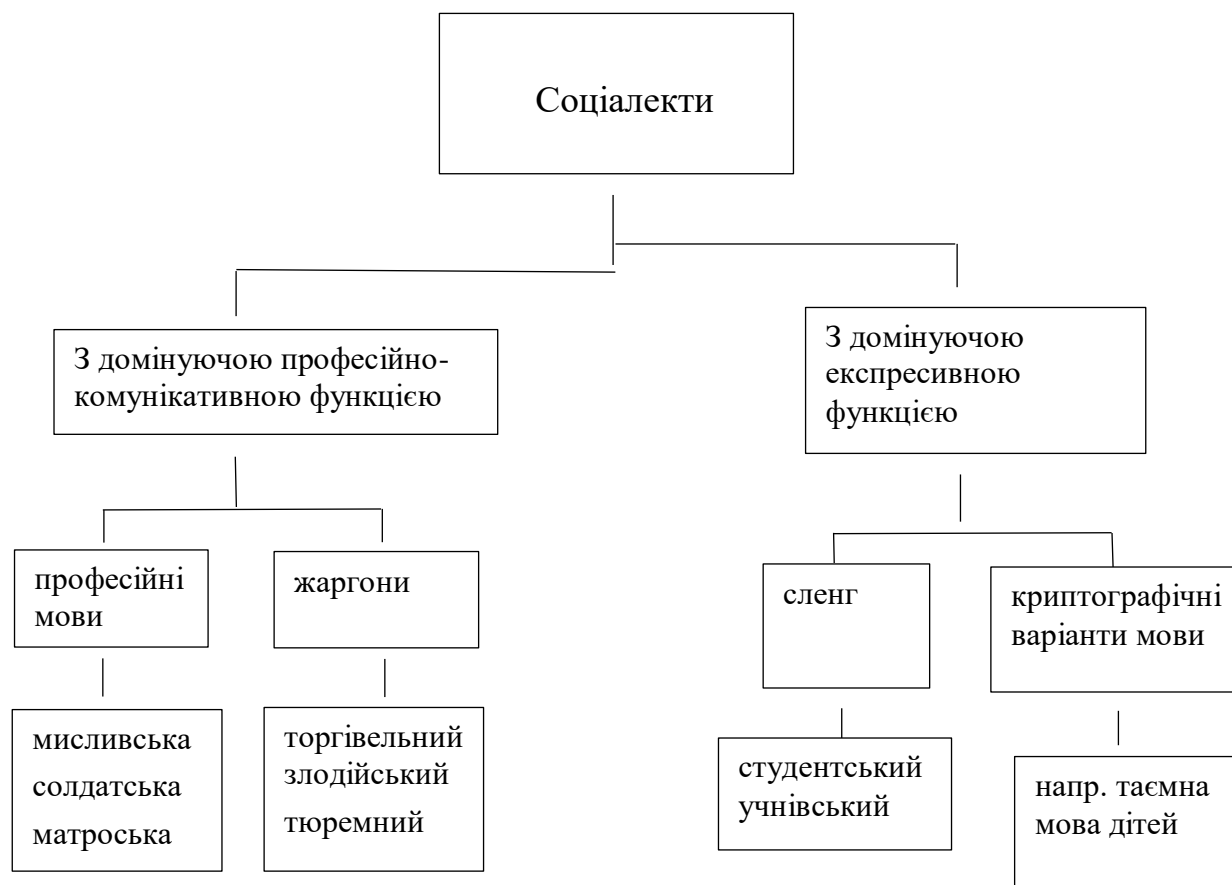 Соціалекти
З домінуючою професійно-
комунікативною функцією
З домінуючою
експресивною
функцією
професійні
мови
жаргони
сленг
криптографічні
варіанти мови
мисливська
солдатська
матроська
торгівельний
злодійський
тюремний
студентський
учнівський
напр. таємна
мова дітей